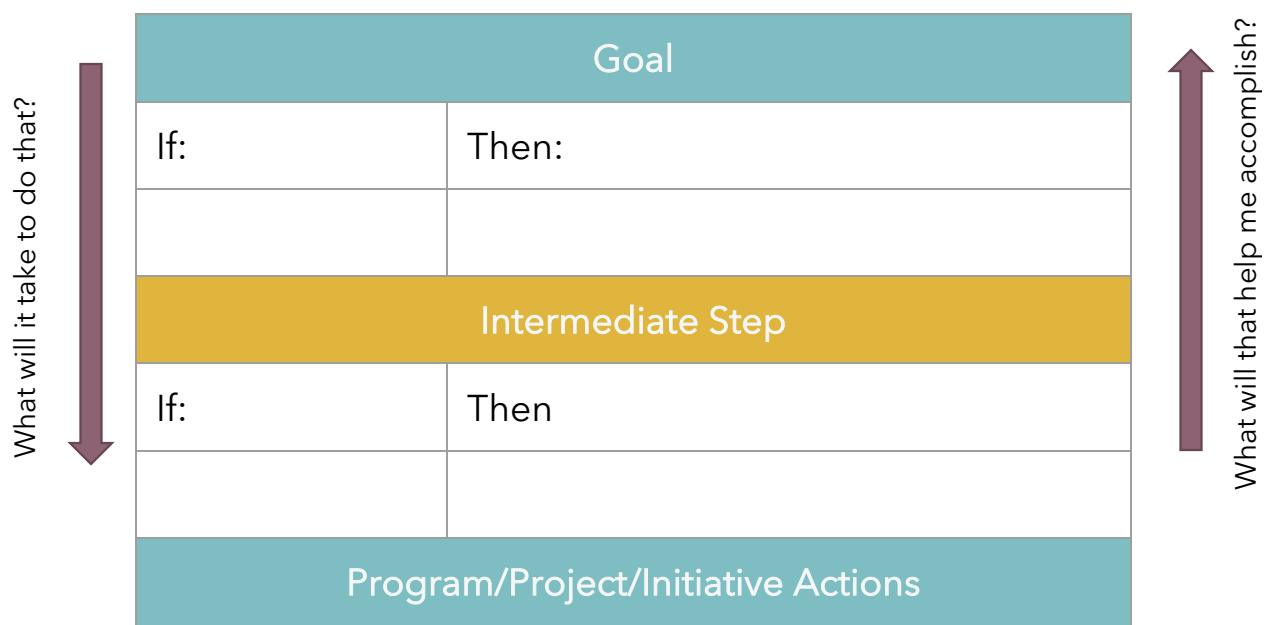 What will it take to do that?
Goal
If:
Then:
Intermediate Step
If:
Then
Program/Project/Initiative Actions
What will that help me accomplish?